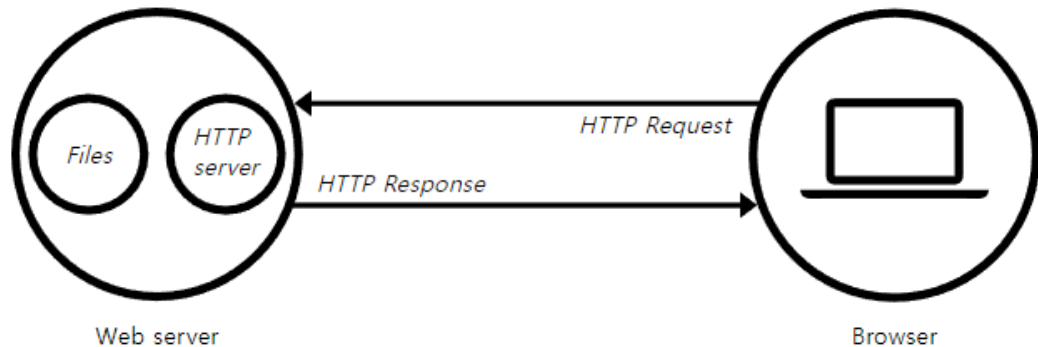 Files
HTTP
server
HTTP Request
HTTP Response
Web server
Browser